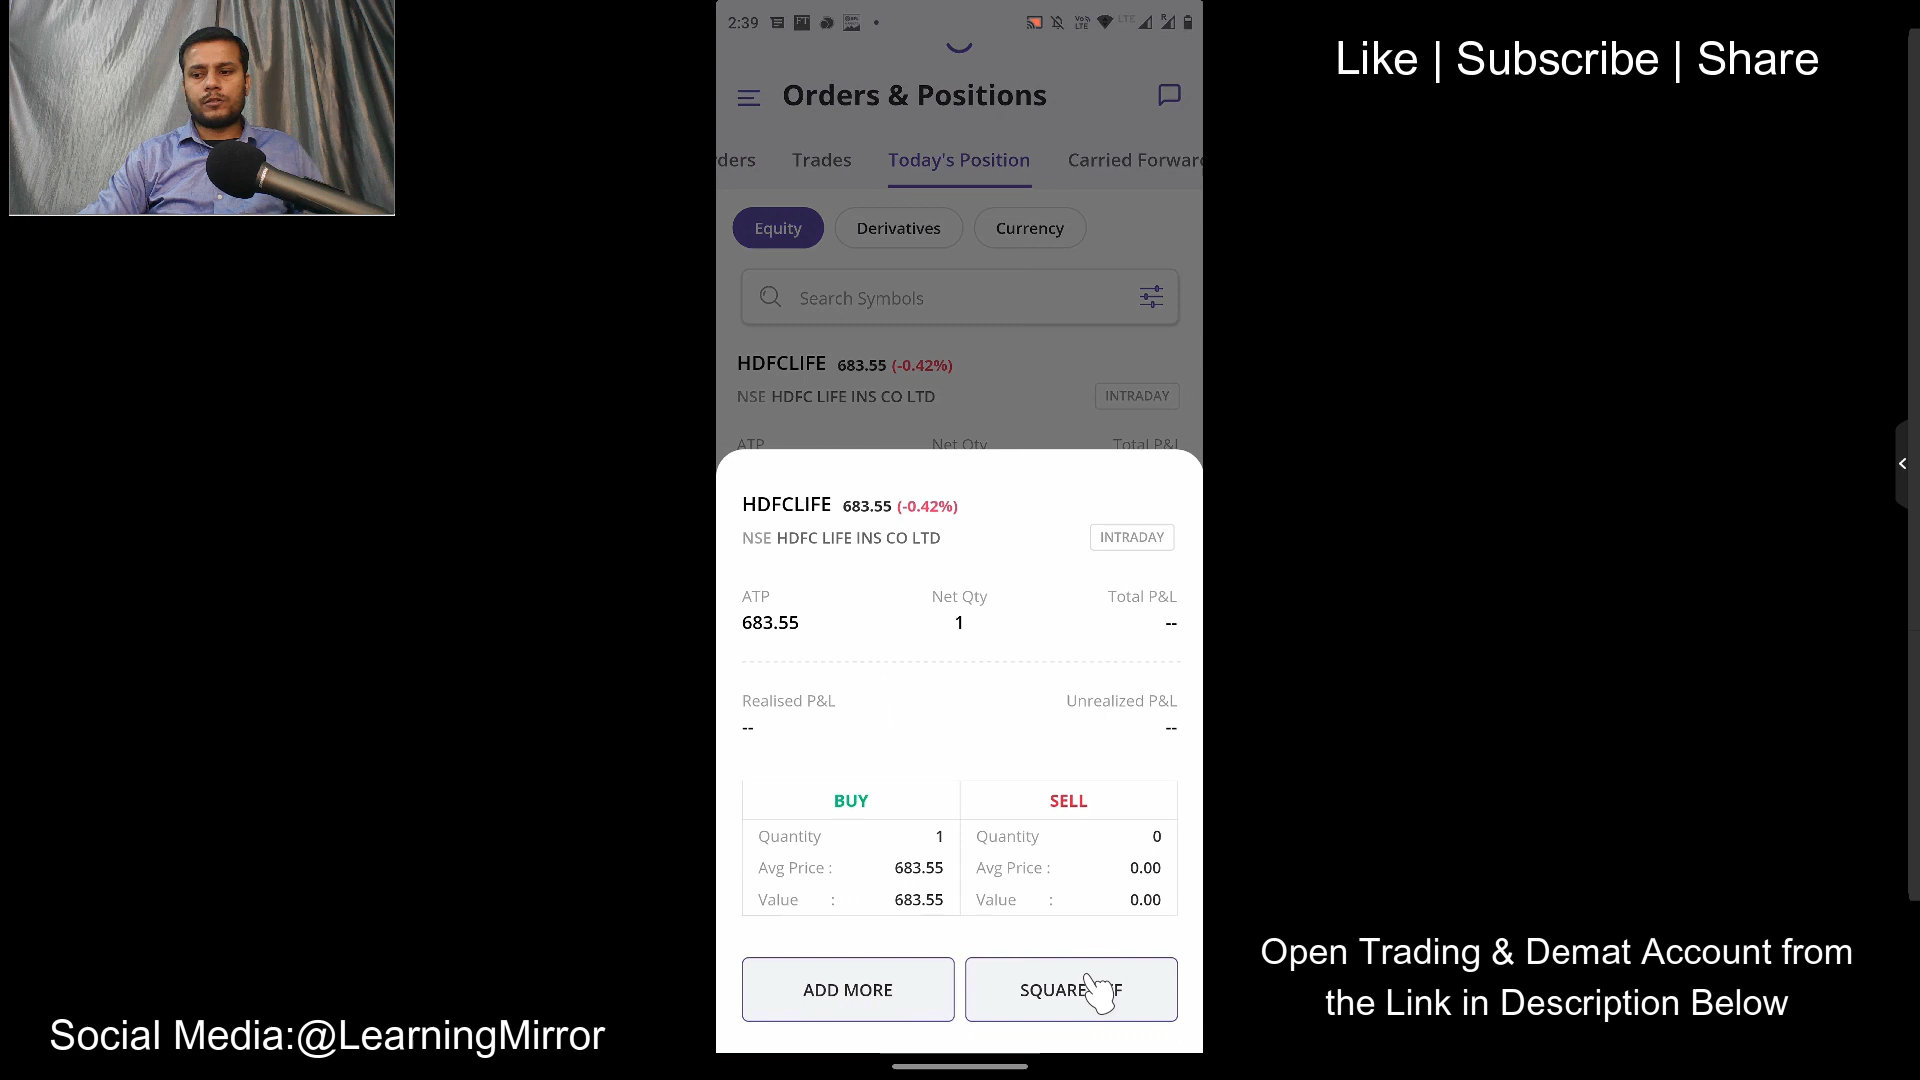 Like | Subscribe | Share
2:39
Orders & Positions
ders Trades Today's Position Carried Forwar
Equity Derivatives Currency
Search Symbols
HDFCLIFE 683.55 (-0.42%)
NSE HDFC LIFE INS CO LTD INTRADAY
ATP Net Qty Total P&L
HDFCLIFE 683.55 (-0.42%)
NSE HDFC LIFE INS CO LTD INTRADAY
ATP Net Qty Total P&L
683.55 1 --
Realised P&L Unrealized P&L
-- --
BUY SELL
Quantity 1 Quantity 0
Avg Price : 683.55 Avg Price : 0.00
Value : 683.55 Value : 0.00
ADD MORE SQUARE F
Open Trading & Demat Account from
the Link in Description Below
Social Media:@LearningMirror